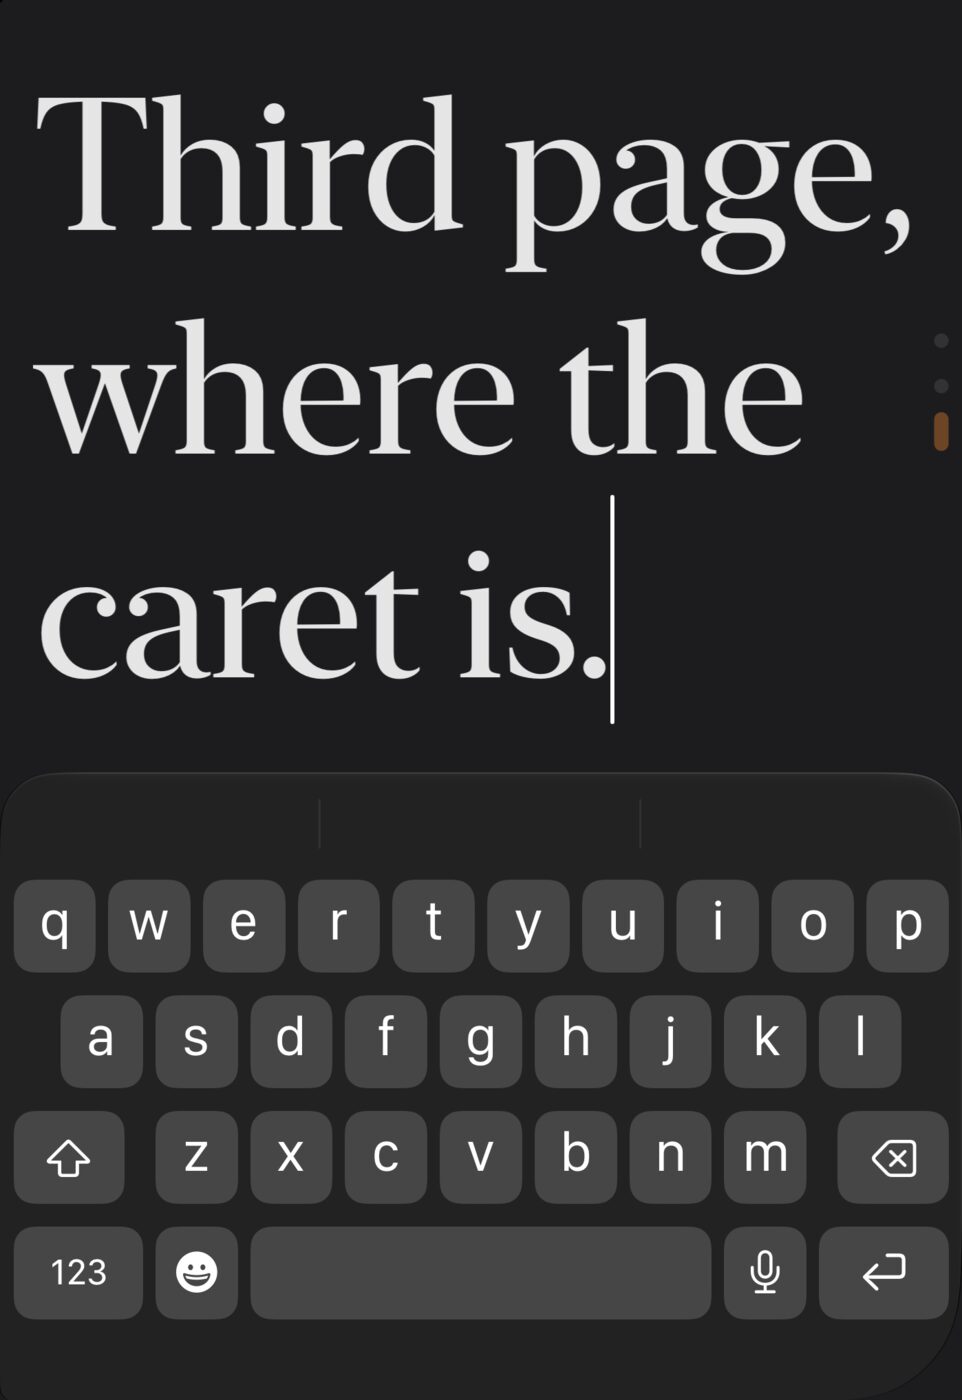 Third page,
where the
caret is.
q w e r t y u i o p
a s d f g h j k l
z x c v b n m
123